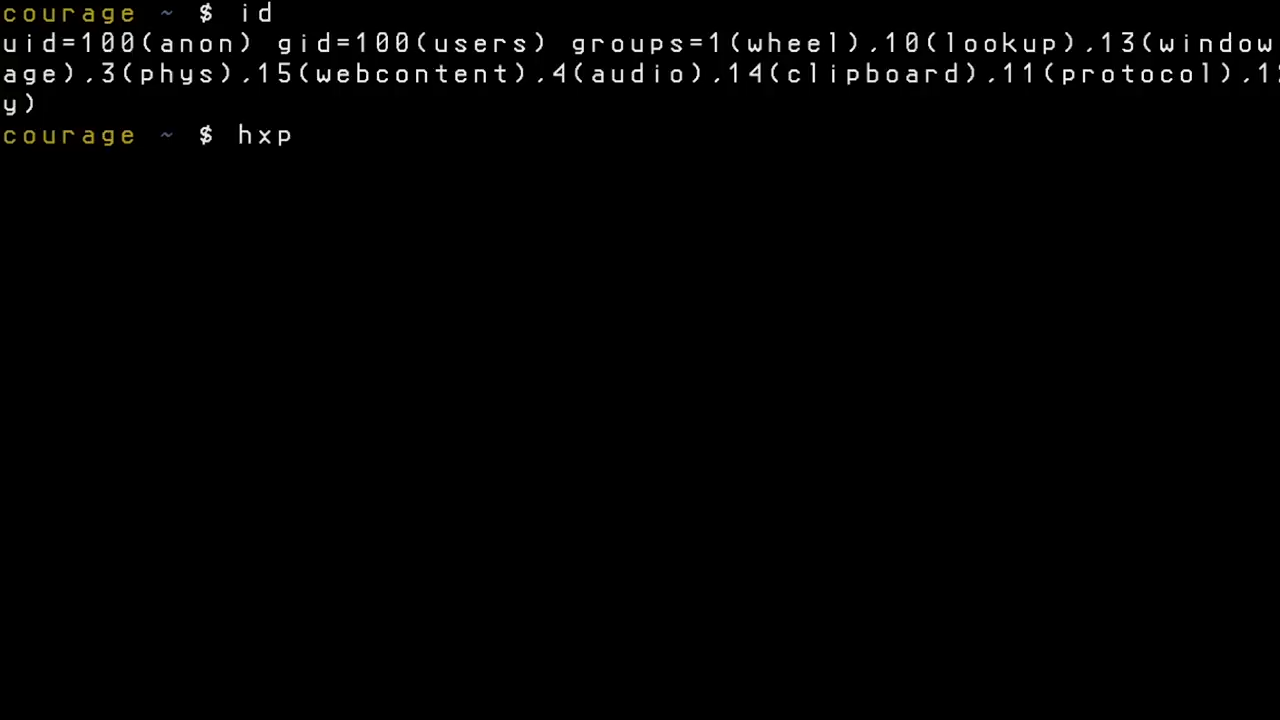 courage ~ $ id
uid=100(anon) gid=100(users) groups=1(wheel),10(lookup),13(window
age),3(phys),15(webcontent),4(audio),14(clipboard),11(protocol),1
y)
courage ~ $ hxp